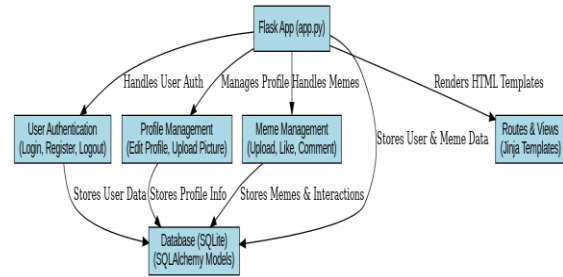 Flask App (app.py)
Handles User Auth
Manages Profile
Handles Memes
Renders HTML Templates
User Authentication
(Login, Register, Logout)
Profile Management
(Edit Profile, Upload Picture)
Meme Management
(Upload, Like, Comment)
Stores User & Meme Data
Routes & Views
(Jinja Templates)
Stores User Data
Stores Profile Info
Stores Memes & Interactions
Database (SQLite)
(SQLAlchemy Models)